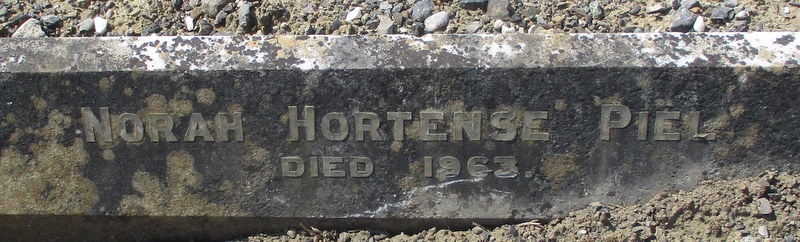 NORAH HORTENSE PIEL
DIED 1963.